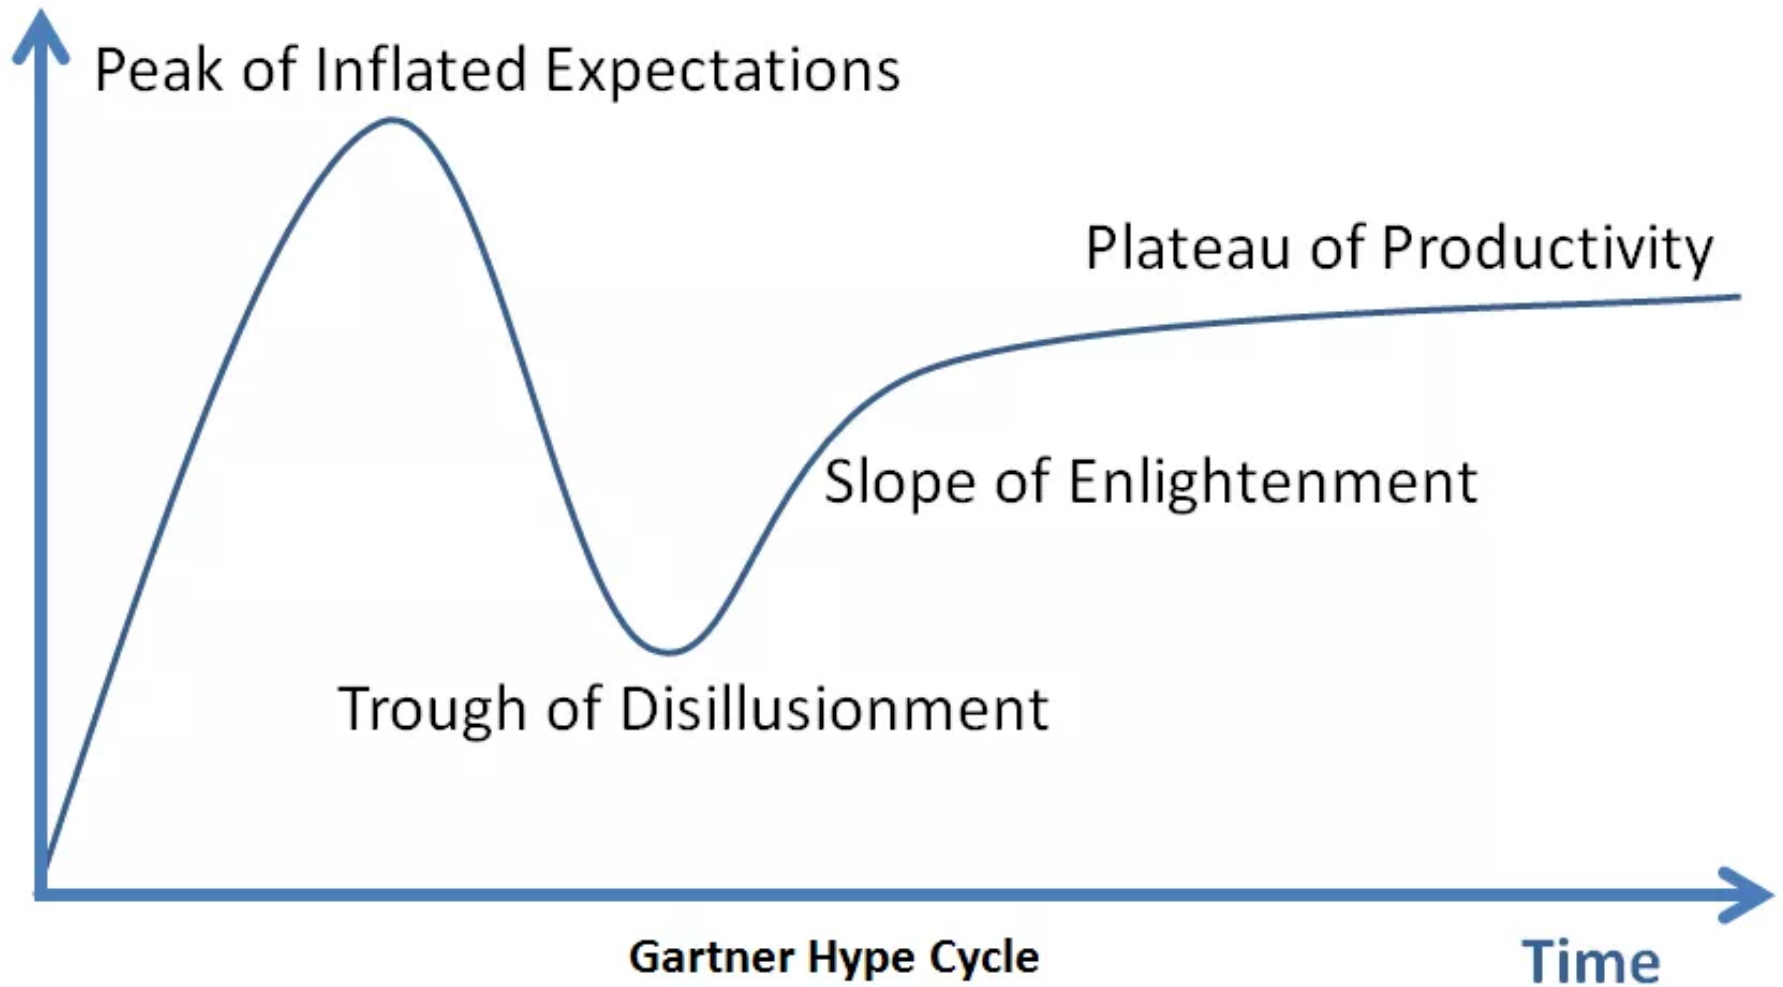 Peak of Inflated Expectations
Plateau of Productivity
Slope of Enlightenment
Trough of Disillusionment
Gartner Hype Cycle
Time